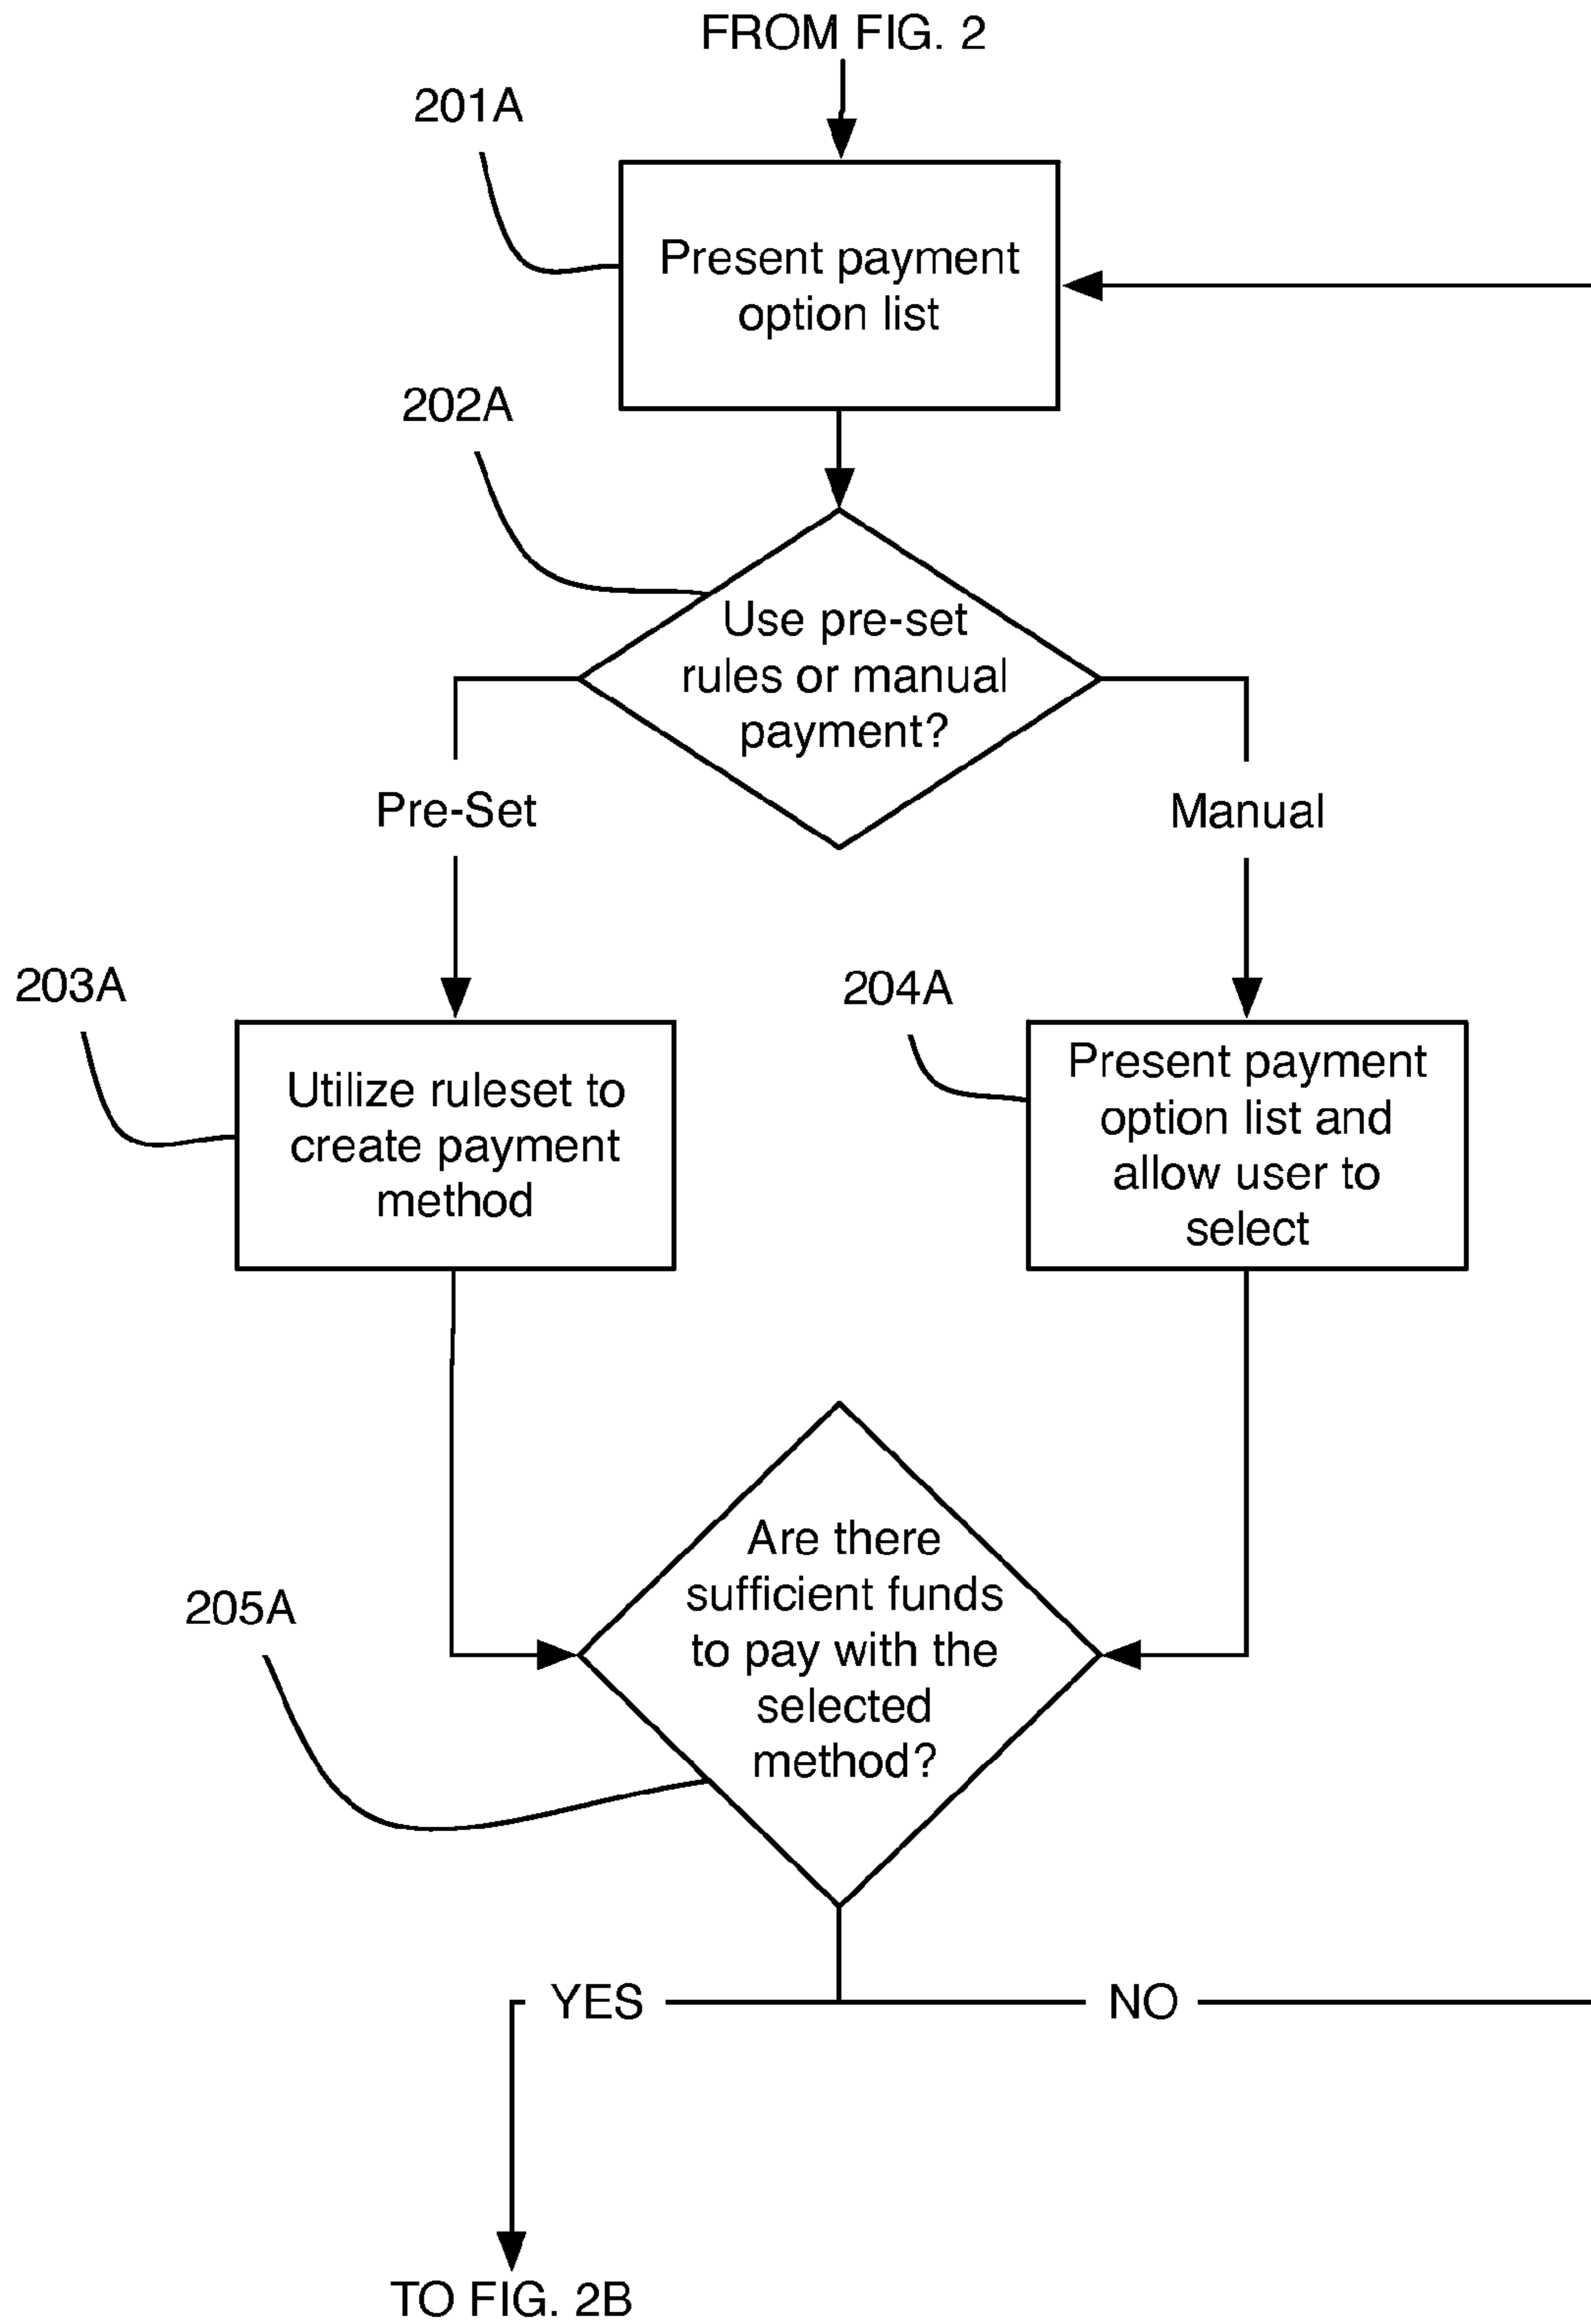 FROM FIG. 2
201A
Present payment
option list
202A
Use pre-set
rules or manual
payment?
Pre-Set
Manual
203A
204A
Utilize ruleset to
create payment
method
Present payment
option list and
allow user to
select
205A
Are there
sufficient funds
to pay with the
selected
method?
YES
NO
TO FIG. 2B